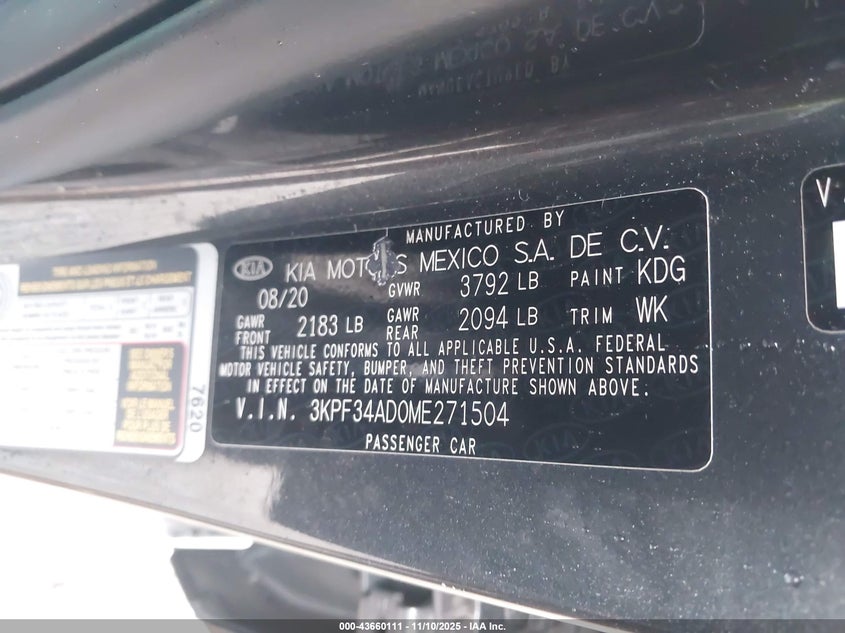 MANUFACTURED BY
KIA KIA MOTORS MEXICO S.A. DE C.V.
08/20 GVWR 3792 LB PAINT KDG
GAWR FRONT 2183 LB GAWR REAR 2094 LB TRIM WK
THIS VEHICLE CONFORMS TO ALL APPLICABLE U.S.A. FEDERAL
MOTOR VEHICLE SAFETY, BUMPER, AND THEFT PREVENTION STANDARDS
IN EFFECT ON THE DATE OF MANUFACTURE SHOWN ABOVE.
V.I.N. 3KPF34AD0ME271504
PASSENGER CAR
7620
V
000-43660111 - 11/10/2025 - IAA Inc.